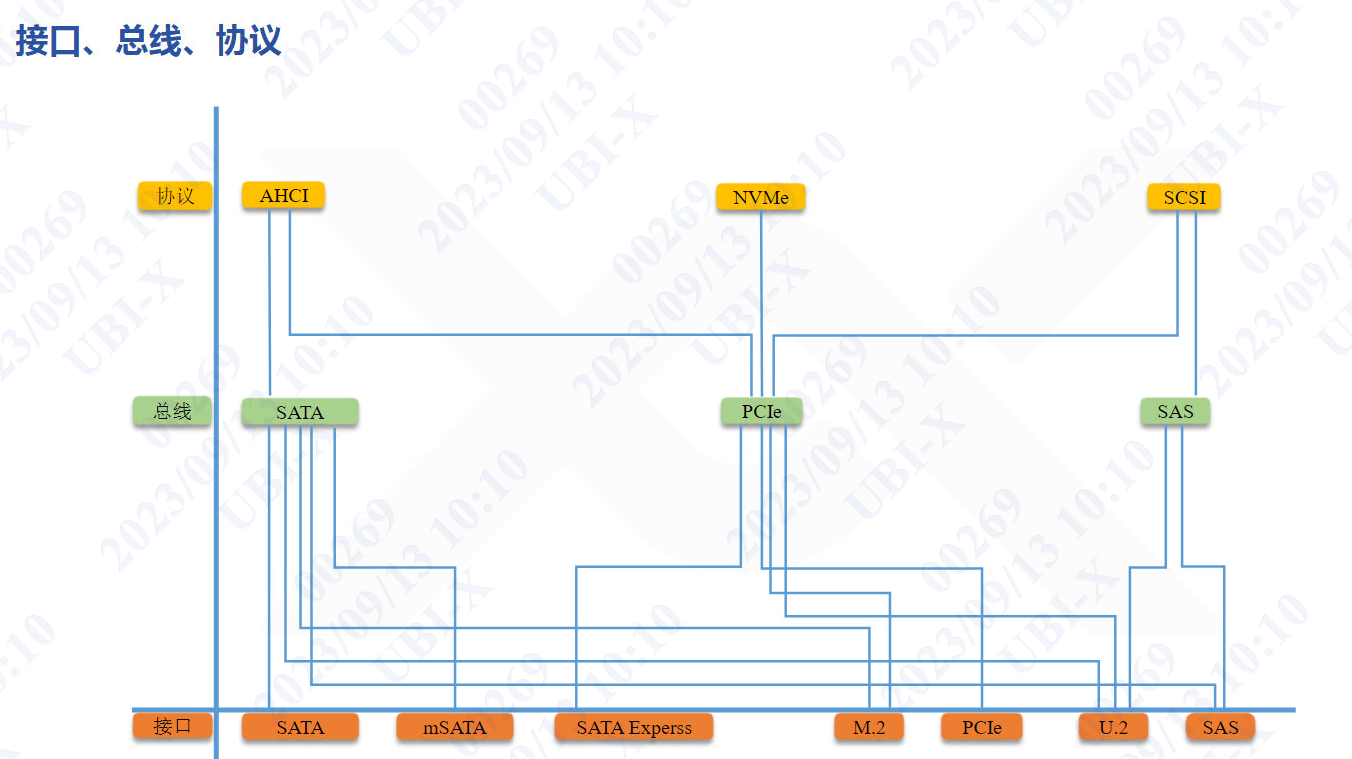 接口、总线、协议
协议
AHCI
NVMe
SCSI
总线
SATA
PCIe
SAS
接口
SATA
mSATA
SATA Experss
M.2
PCIe
U.2
SAS
00269
2023/09/13 10:10
UBI-X